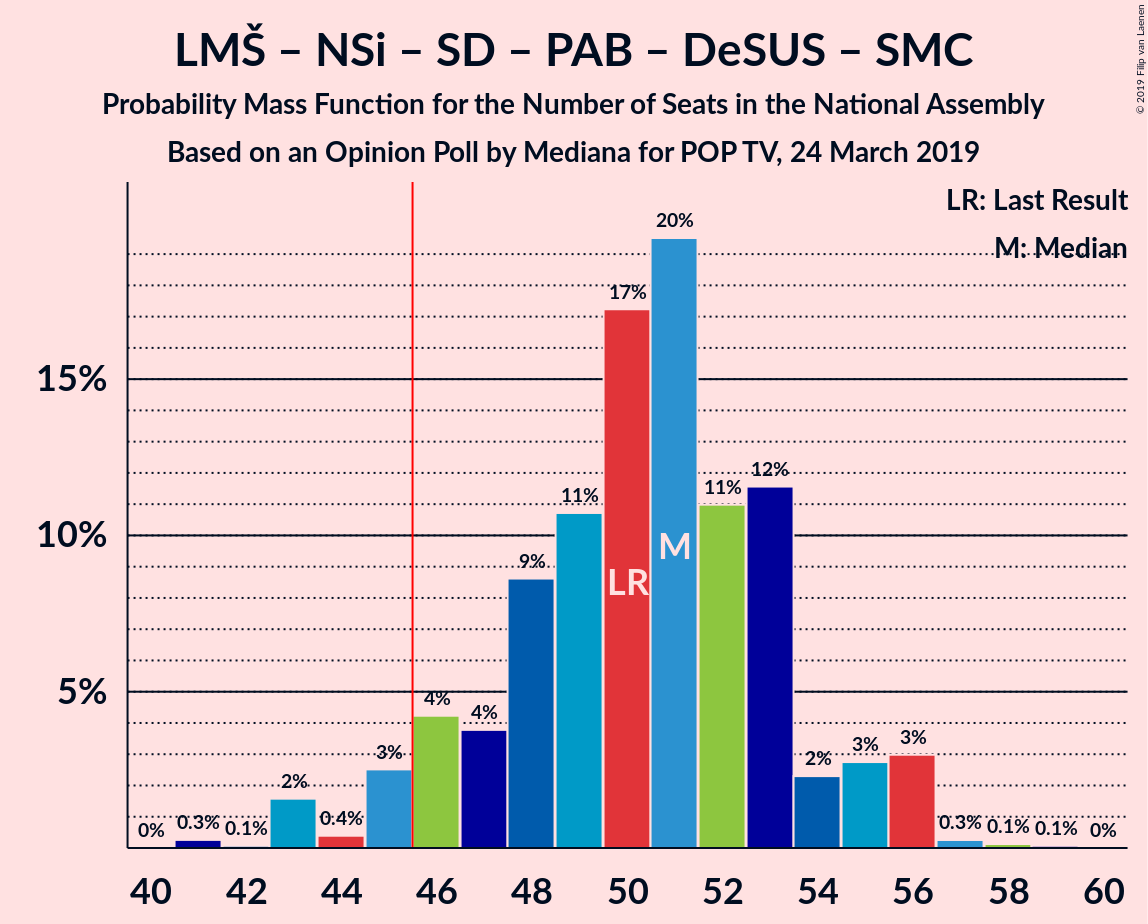 LMŠ – NSi – SD – PAB – DeSUS – SMC
Probability Mass Function for the Number of Seats in the National Assembly
Based on an Opinion Poll by Mediana for POP TV, 24 March 2019
© 2019 Filip van Laenen
LR: Last Result
M: Median
20%
17%
15%
12%
11%
11%
10%
M
9%
LR
5%
4%
4%
3%
3%
3%
2%
2%
0%
0.3%
0.1%
0.4%
0.3%
0.1%
0.1%
0%
40 42 44 46 48 50 52 54 56 58 60